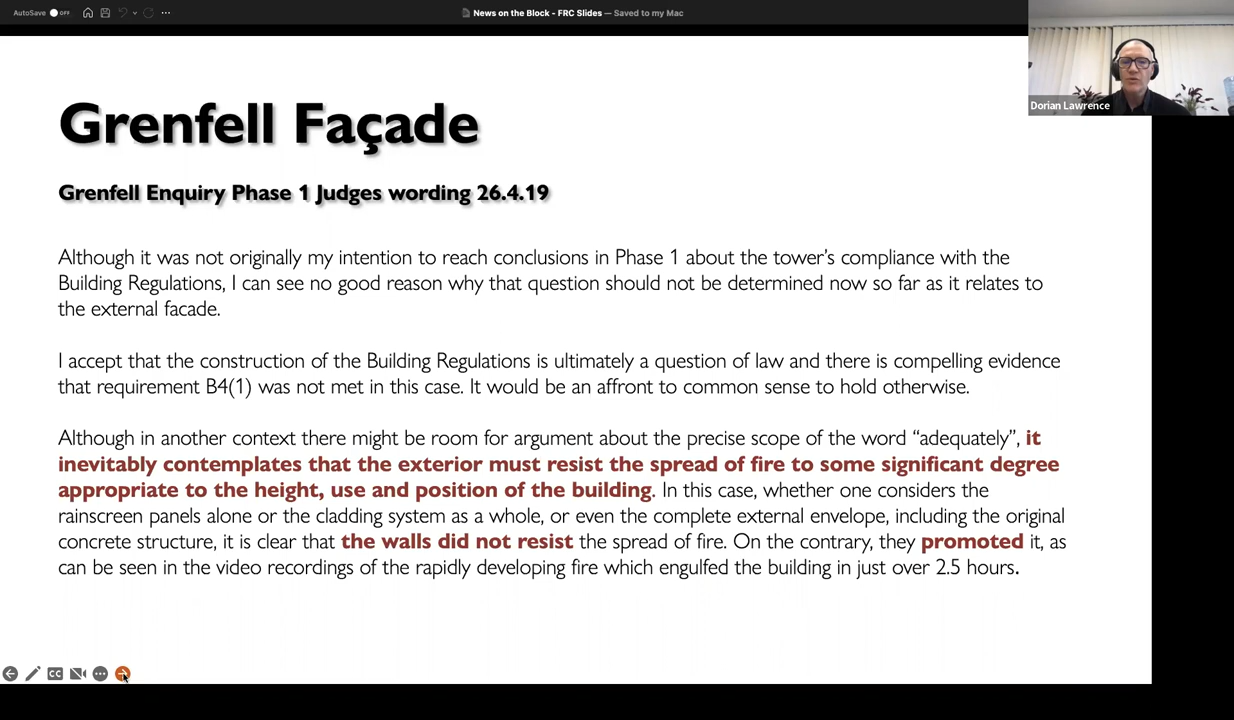 AutoSave OFF
News on the Block - FRC Slides — Saved to my Mac
Dorian Lawrence
Grenfell Façade
Grenfell Enquiry Phase 1 Judges wording 26.4.19
Although it was not originally my intention to reach conclusions in Phase 1 about the tower’s compliance with the
Building Regulations, I can see no good reason why that question should not be determined now so far as it relates to
the external facade.
I accept that the construction of the Building Regulations is ultimately a question of law and there is compelling evidence
that requirement B4(1) was not met in this case. It would be an affront to common sense to hold otherwise.
Although in another context there might be room for argument about the precise scope of the word “adequately”, it
inevitably contemplates that the exterior must resist the spread of fire to some significant degree
appropriate to the height, use and position of the building. In this case, whether one considers the
rainscreen panels alone or the cladding system as a whole, or even the complete external envelope, including the original
concrete structure, it is clear that the walls did not resist the spread of fire. On the contrary, they promoted it, as
can be seen in the video recordings of the rapidly developing fire which engulfed the building in just over 2.5 hours.
CC